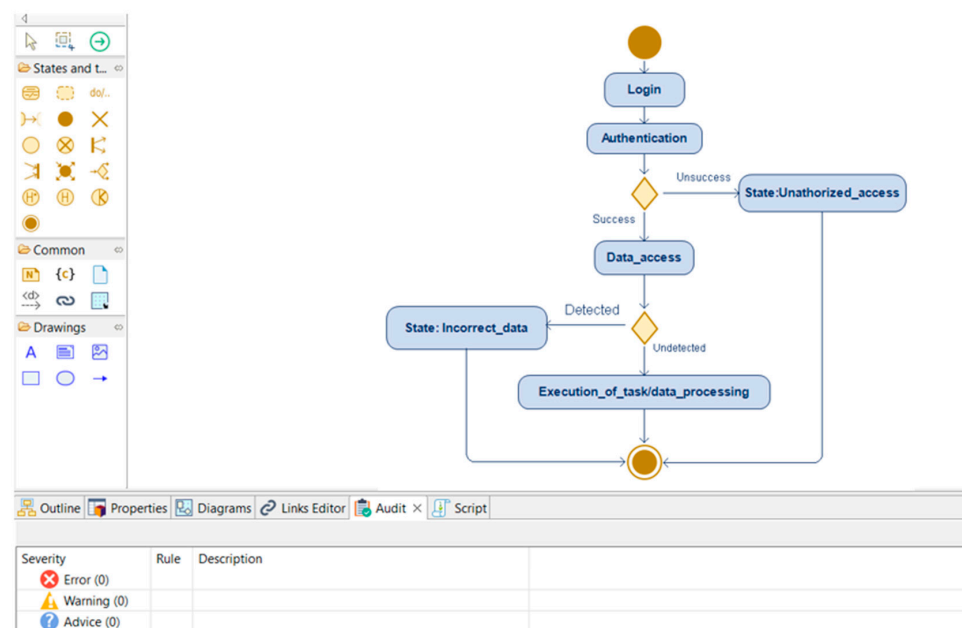 States and t...
do/..
H*
H
Common
N
{c}
<d>
Drawings
A
Login
Authentication
Unsuccess
State:Unathorized_access
Success
Data_access
Detected
State: Incorrect_data
Undetected
Execution_of_task/data_processing
Outline Properties Diagrams Links Editor Audit Script
Severity Rule Description
Error (0)
Warning (0)
Advice (0)